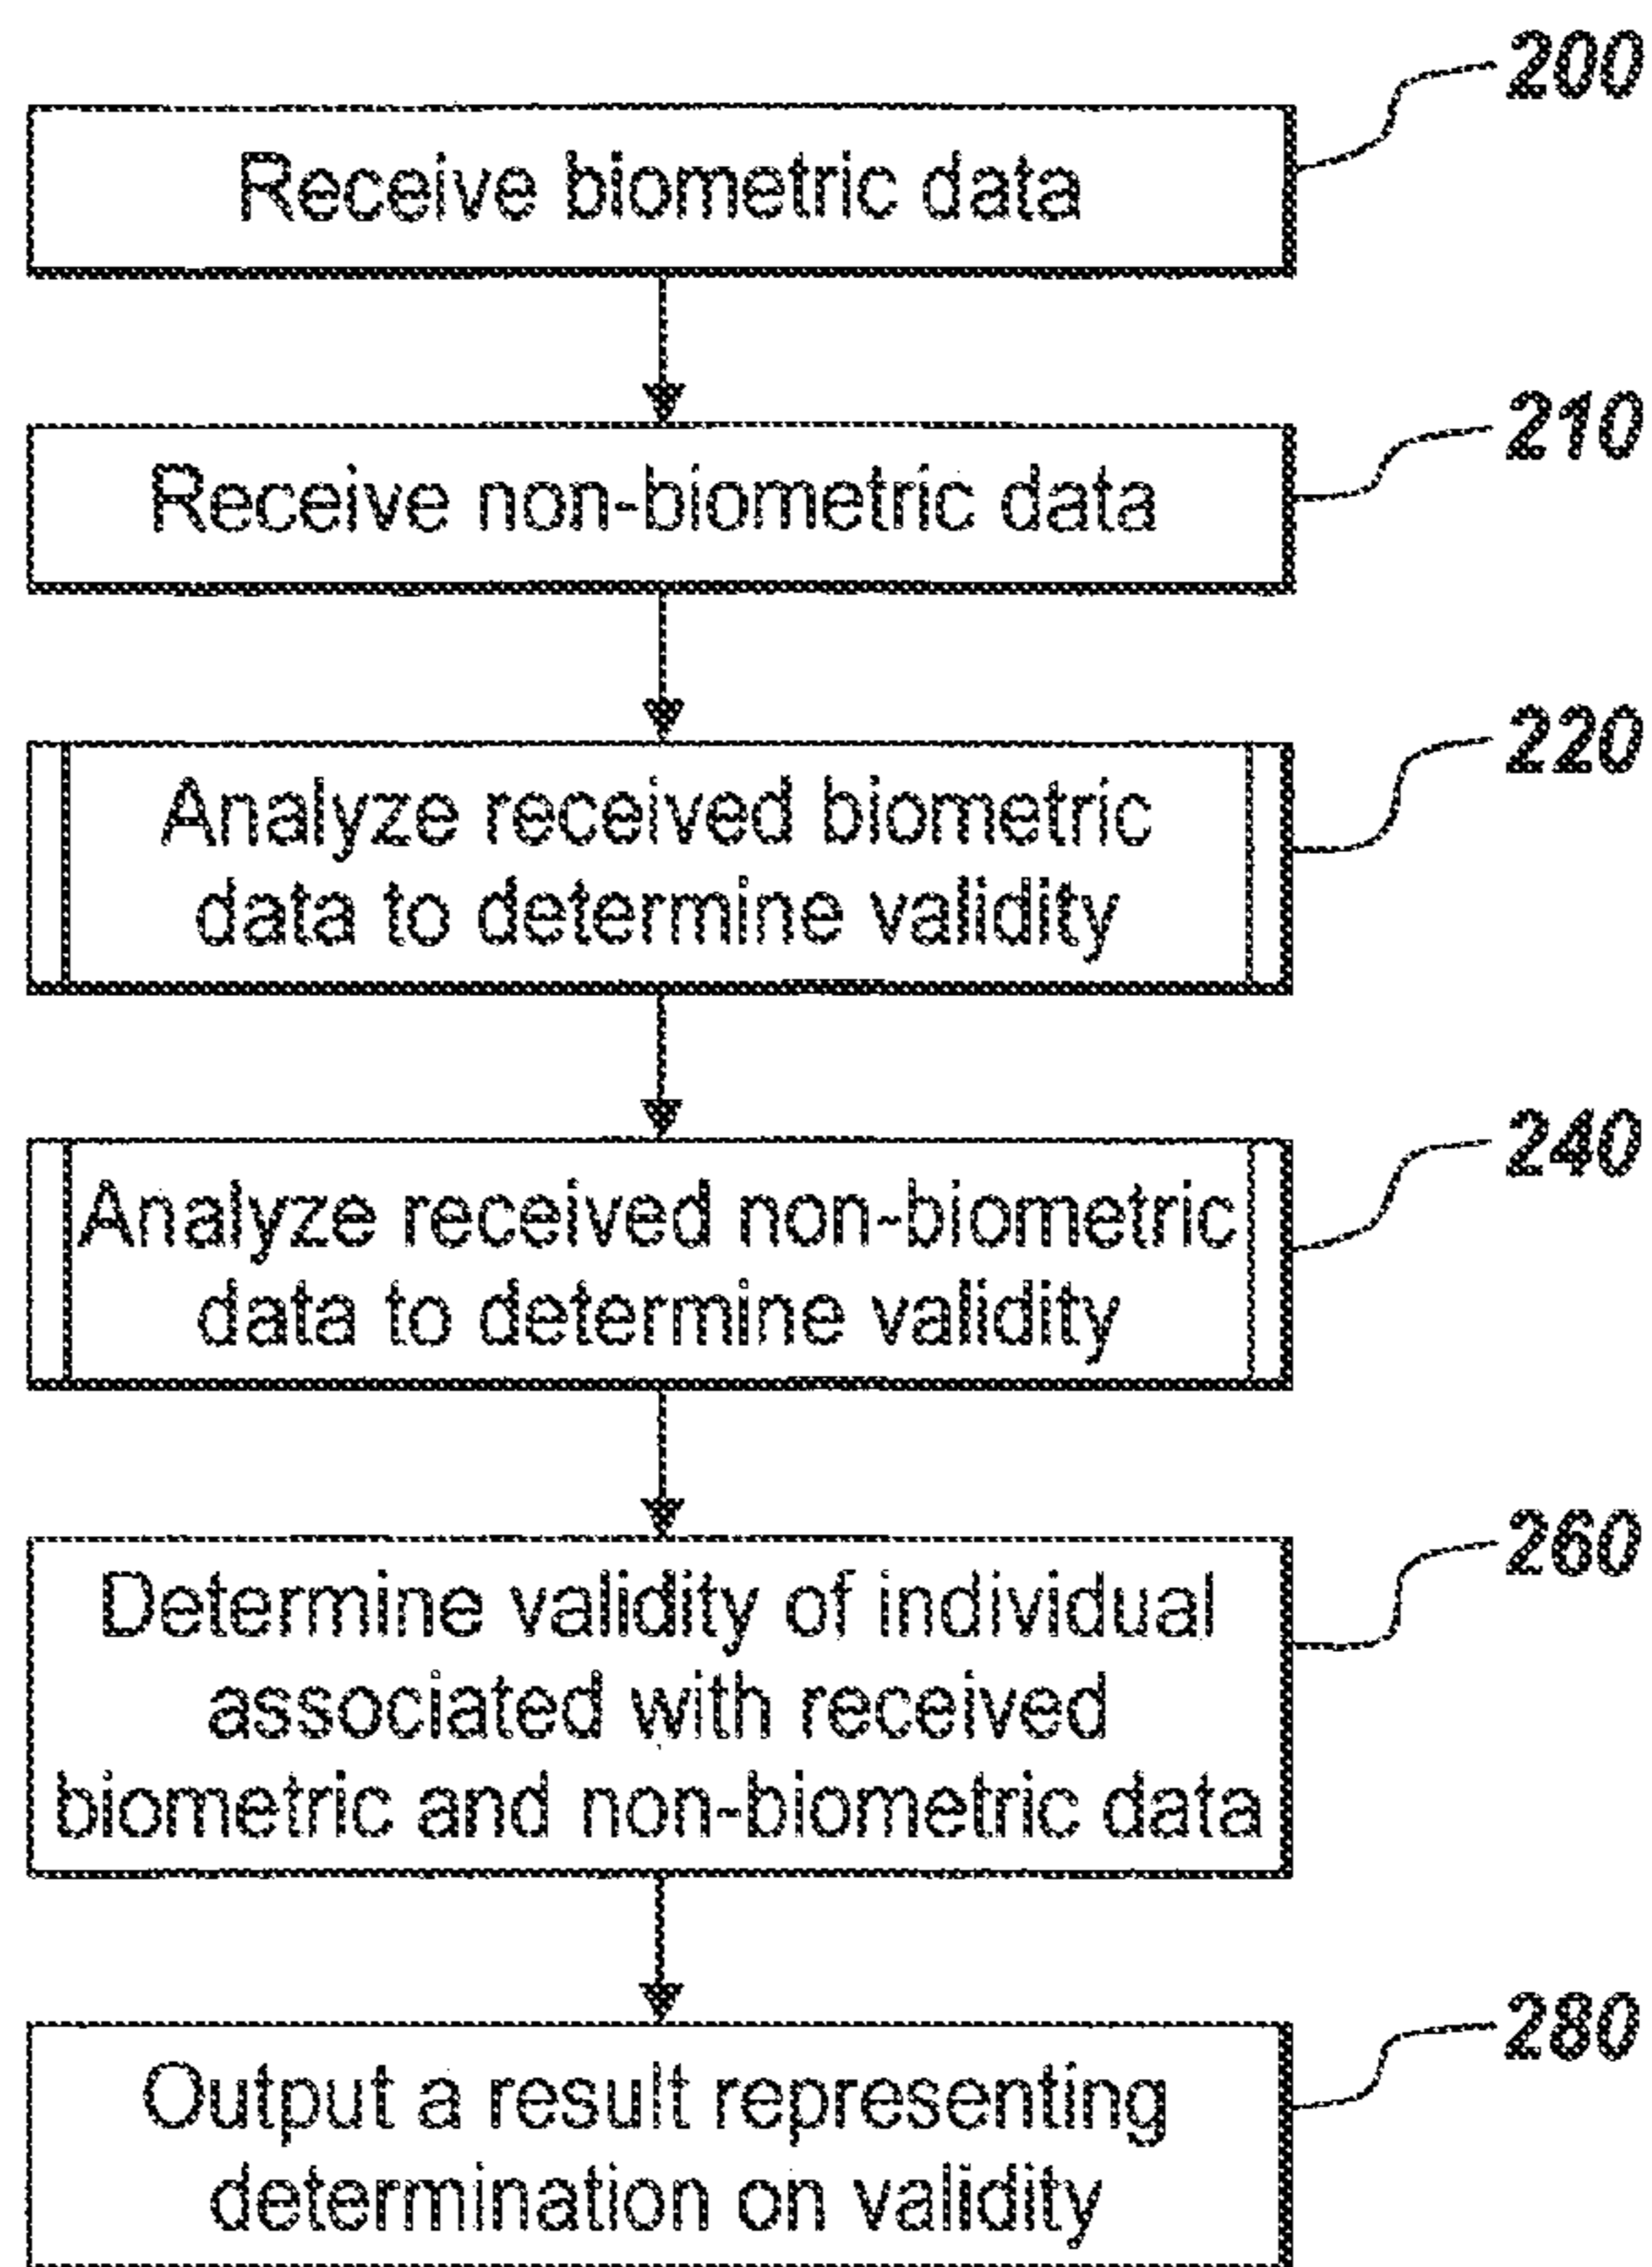 200
Receive biometric data
210
Receive non-biometric data
220
Analyze received biometric
data to determine validity
240
Analyze received non-biometric
data to determine validity
260
Determine validity of individual
associated with received
biometric and non-biometric data
280
Output a result representing
determination on validity